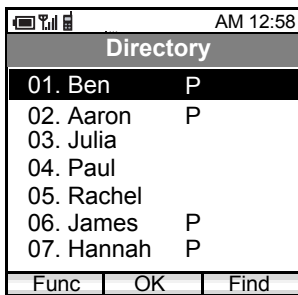 AM 12:58
Directory
01. Ben P
02. Aaron P
03. Julia
04. Paul
05. Rachel
06. James P
07. Hannah P
Func OK Find